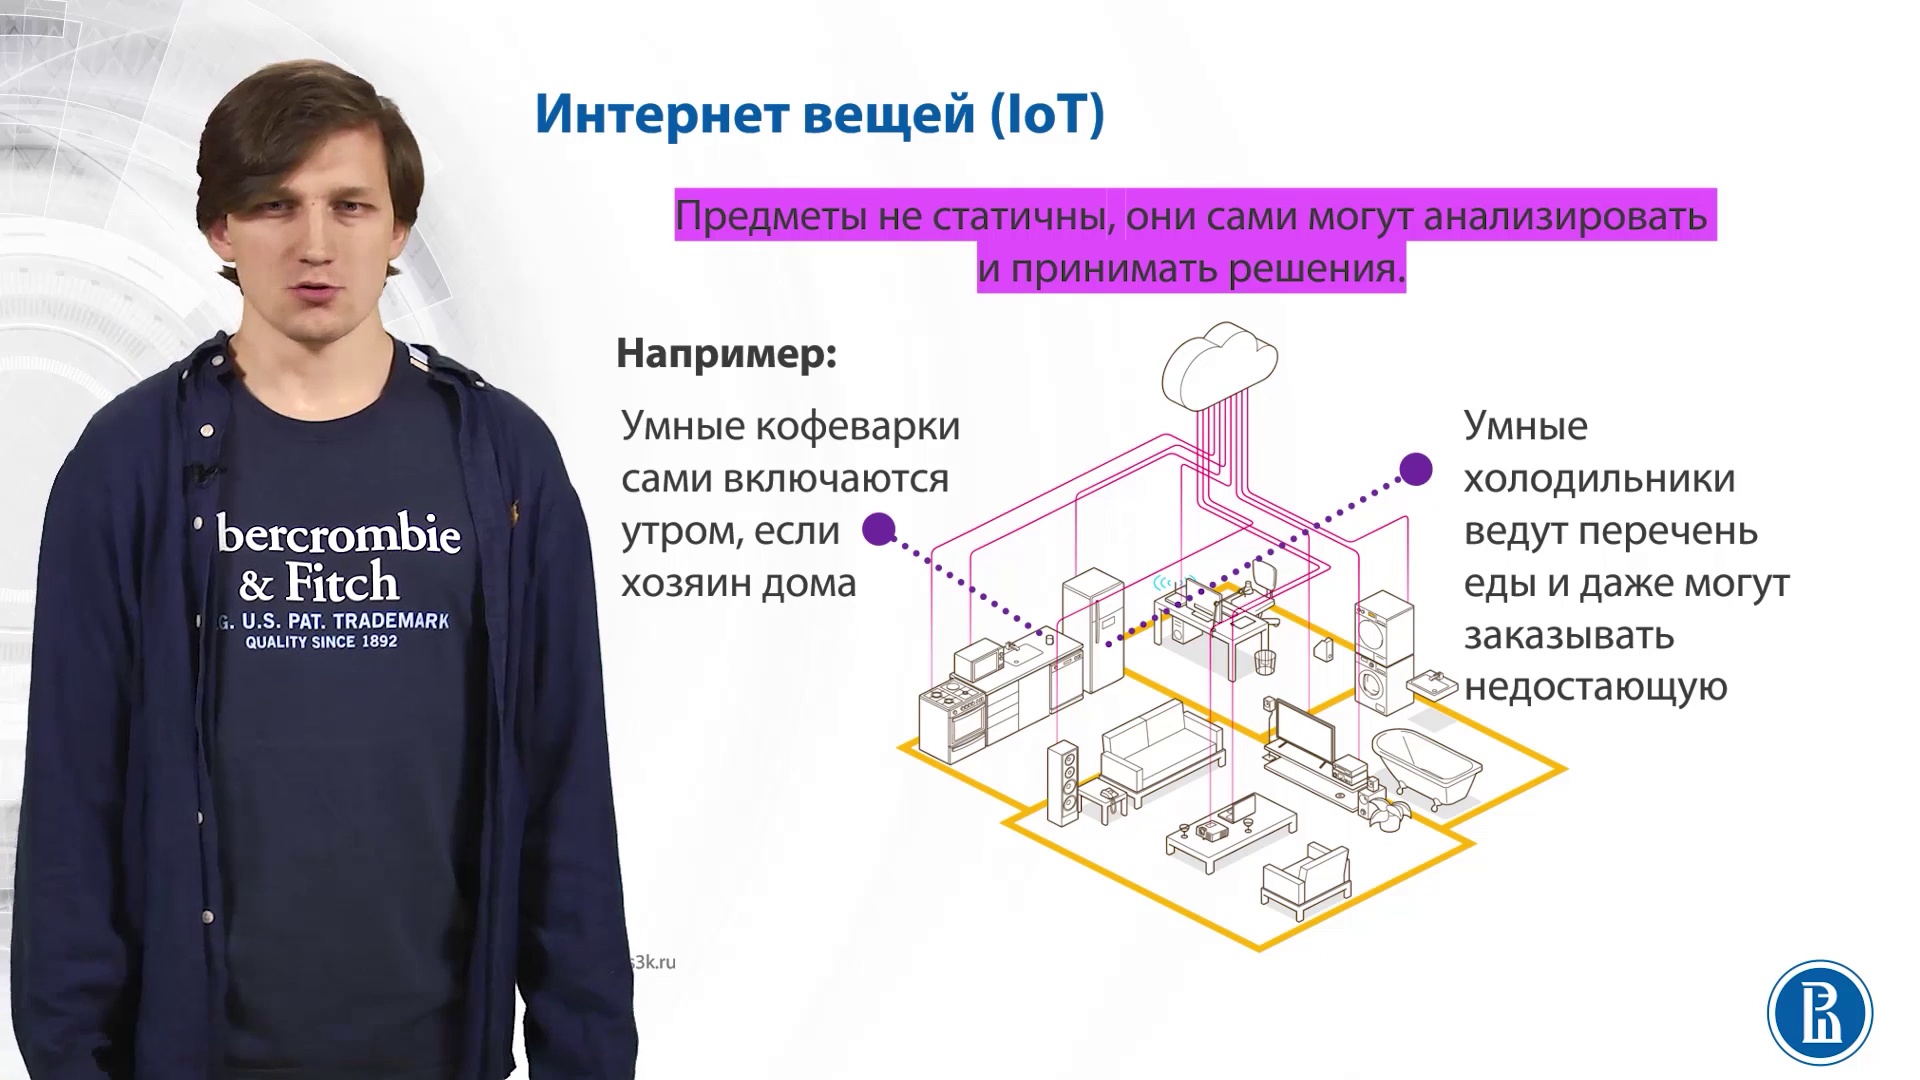 Интернет вещей (IoT)
Предметы не статичны, они сами могут анализировать
и принимать решения.
Например:
Умные кофеварки
сами включаются
утром, если
хозяин дома
Умные
холодильники
ведут перечень
еды и даже могут
заказывать
недостающую
bercrombie
& Fitch
G. U.S. PAT. TRADEMARK
QUALITY SINCE 1892
s3k.ru